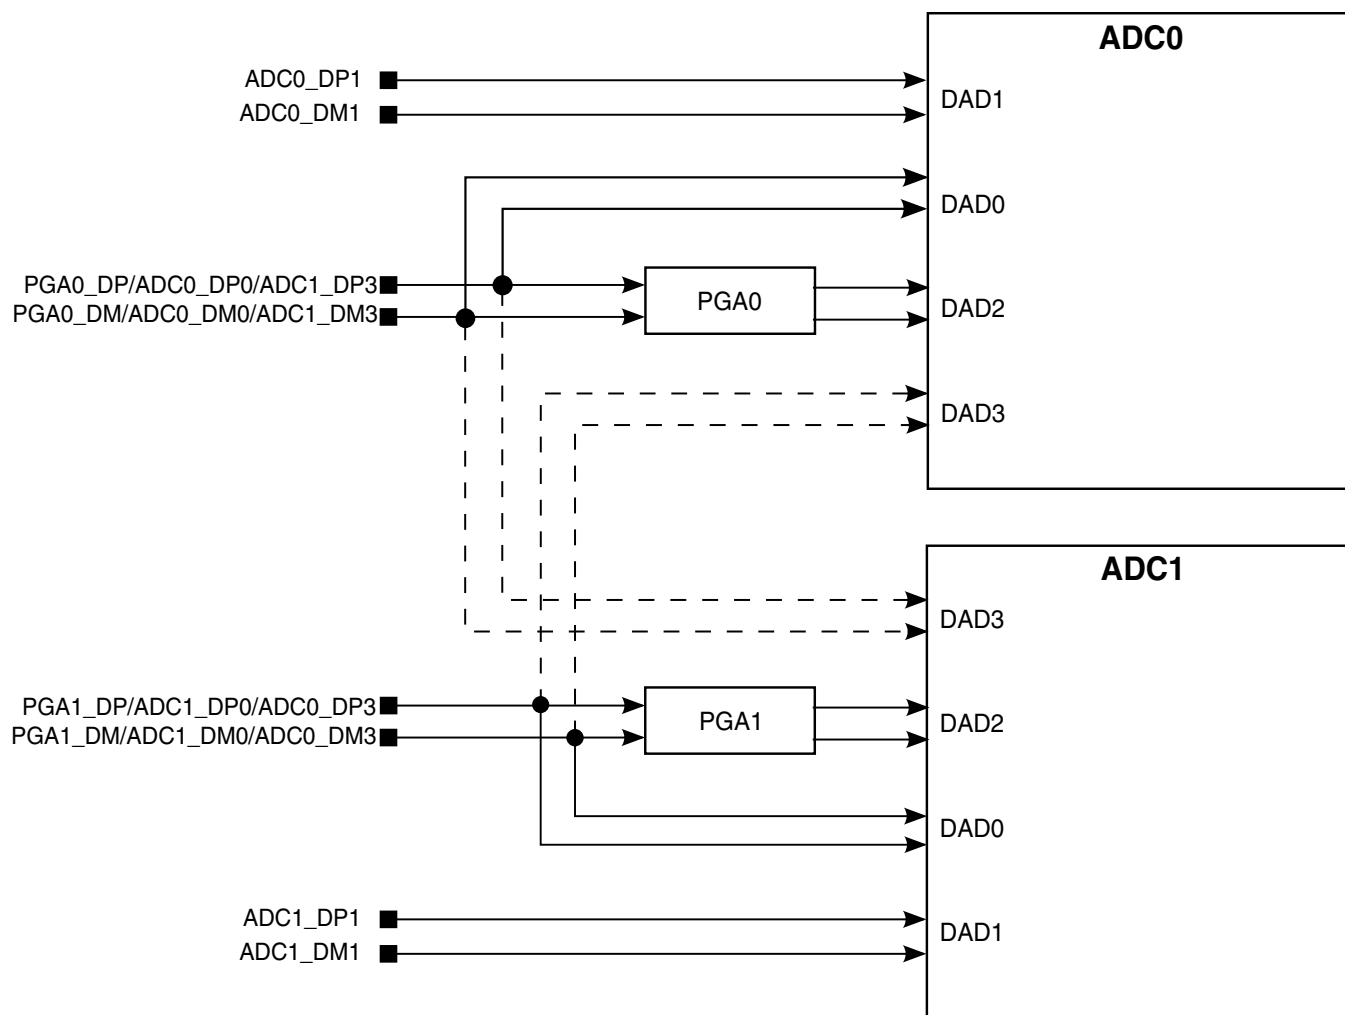 ADC0
ADC0_DP1
ADC0_DM1
DAD1
DAD0
PGA0_DP/ADC0_DP0/ADC1_DP3
PGA0_DM/ADC0_DM0/ADC1_DM3
PGA0
DAD2
DAD3
ADC1
DAD3
PGA1_DP/ADC1_DP0/ADC0_DP3
PGA1_DM/ADC1_DM0/ADC0_DM3
PGA1
DAD2
DAD0
ADC1_DP1
ADC1_DM1
DAD1